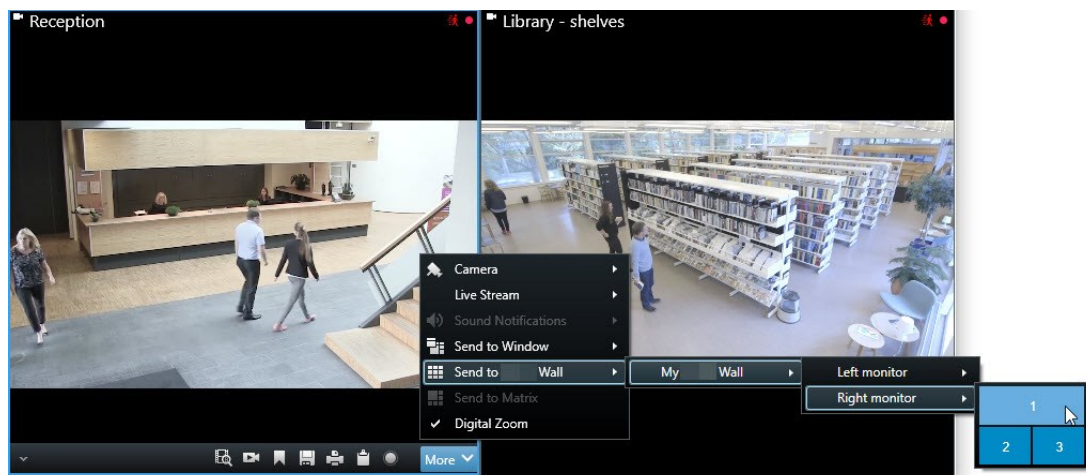 Reception
Library - shelves
Camera
Live Stream
Sound Notifications
Send to Window
Send to Wall
My Wall
Left monitor
Send to Matrix
Right monitor
1
Digital Zoom
2 3
More